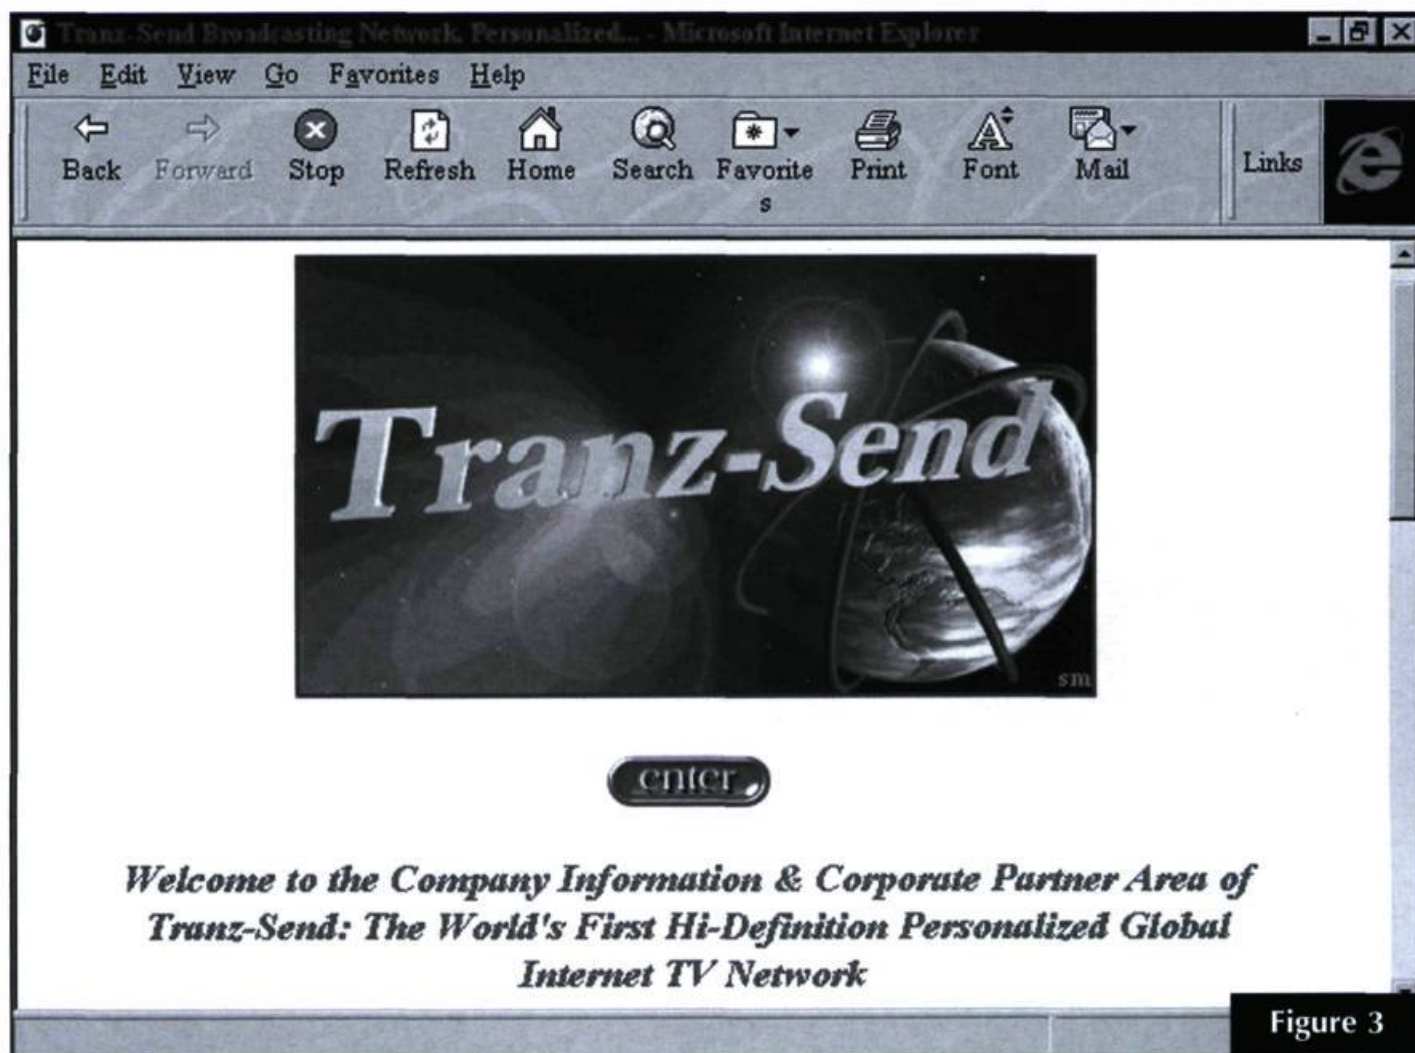 Tranz-Send Broadcasting Network. Personalized... - Microsoft Internet Explorer
File Edit View Go Favorites Help
Back Forward Stop Refresh Home Search Favorite
s Print Font Mail Links
Tranz-Send
sm
enter
Welcome to the Company Information & Corporate Partner Area of
Tranz-Send: The World's First Hi-Definition Personalized Global
Internet TV Network
Figure 3